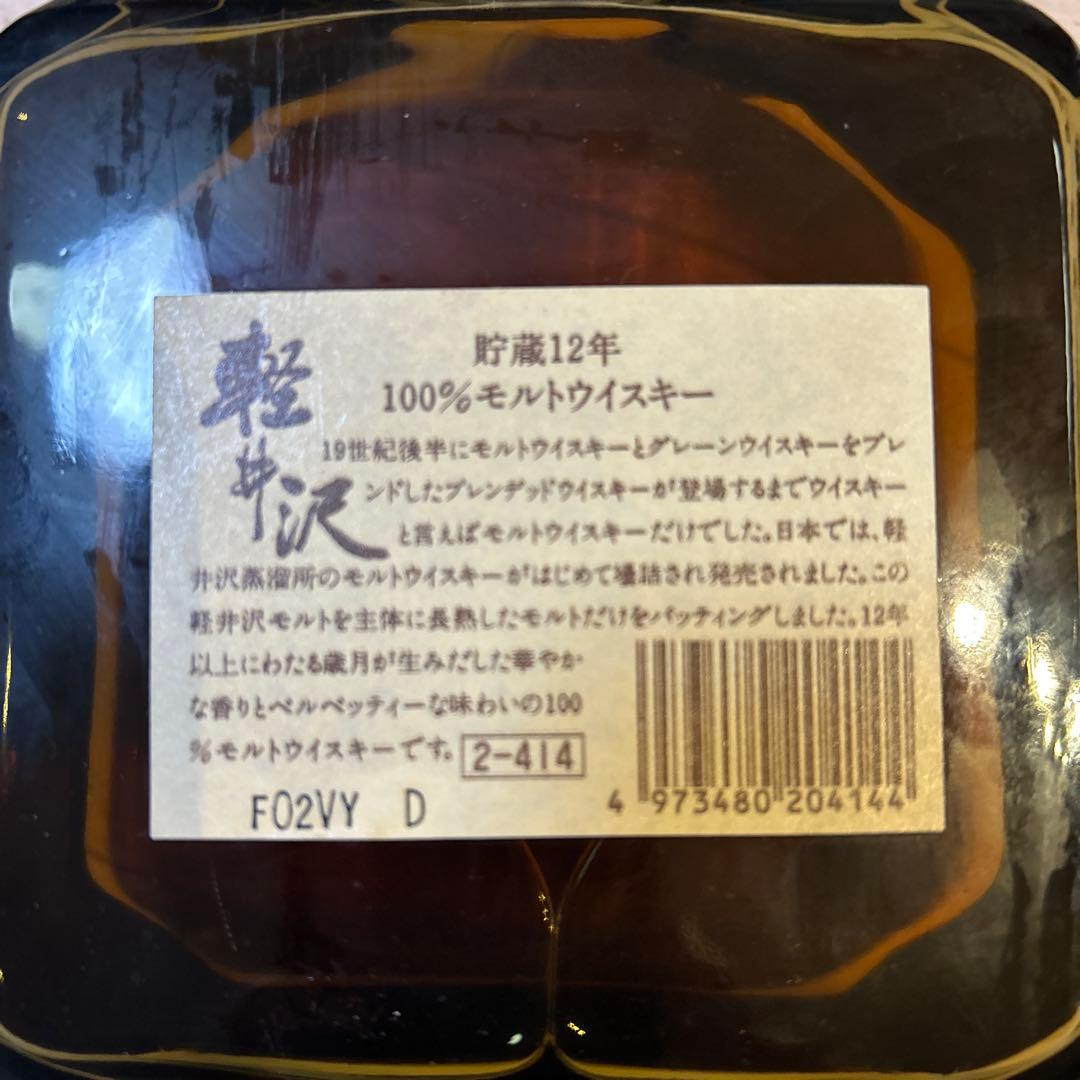 軽井沢
貯蔵12年
100%モルトウイスキー
19世紀後半にモルトウイスキーとグレーンウイスキーをブレ
ンドしたブレンデッドウイスキーが登場するまでウイスキー
と言えばモルトウイスキーだけでした。日本では、軽
井沢蒸溜所のモルトウイスキーがはじめて壜詰され発売されました。この
軽井沢モルトを主体に長熟したモルトだけをバッティングしました。12年
以上にわたる歳月が生みだした華やか
な香りとベルベッティーな味わいの100
%モルトウイスキーです。 2-414
F02VY D
4 973480 204144